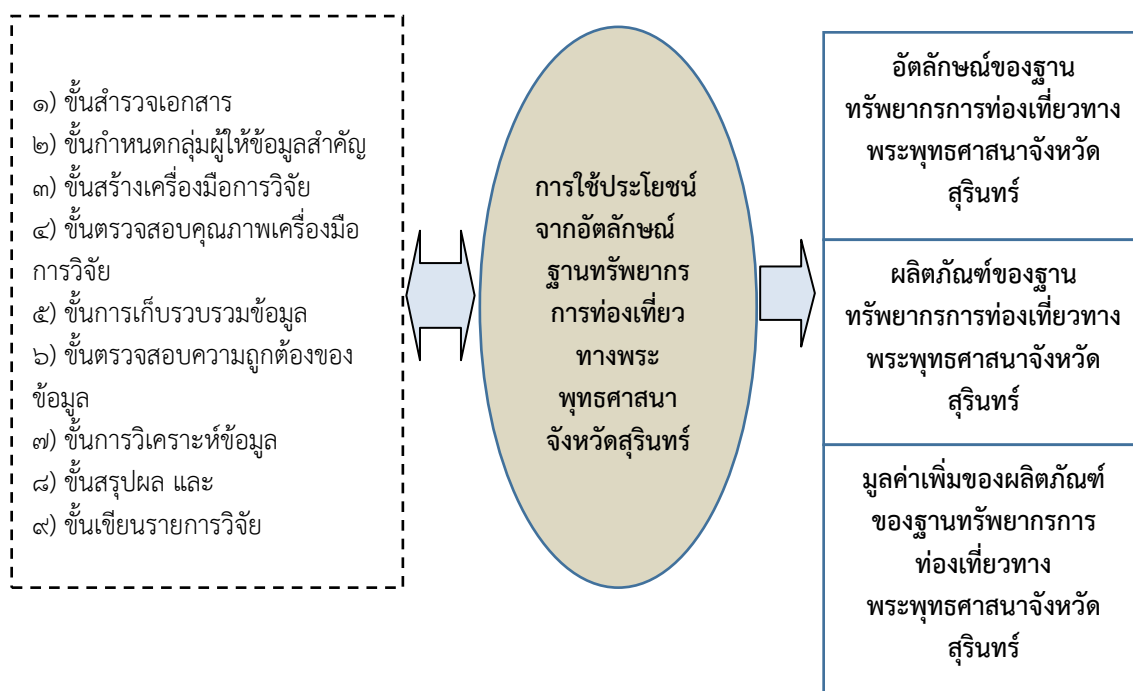 ๑) ขั้นสำรวจเอกสาร
๒) ขั้นกำหนดกลุ่มผู้ให้ข้อมูลสำคัญ
๓) ขั้นสร้างเครื่องมือการวิจัย
๔) ขั้นตรวจสอบคุณภาพเครื่องมือ
การวิจัย
๕) ขั้นการเก็บรวบรวมข้อมูล
๖) ขั้นตรวจสอบความถูกต้องของ
ข้อมูล
๗) ขั้นการวิเคราะห์ข้อมูล
๘) ขั้นสรุปผล และ
๙) ขั้นเขียนรายการวิจัย
การใช้ประโยชน์
จากอัตลักษณ์
ฐานทรัพยากร
การท่องเที่ยว
ทางพระ
พุทธศาสนา
จังหวัดสุรินทร์
อัตลักษณ์ของฐาน
ทรัพยากรการท่องเที่ยวทาง
พระพุทธศาสนาจังหวัด
สุรินทร์
ผลิตภัณฑ์ของฐาน
ทรัพยากรการท่องเที่ยวทาง
พระพุทธศาสนาจังหวัด
สุรินทร์
มูลค่าเพิ่มของผลิตภัณฑ์
ของฐานทรัพยากรการ
ท่องเที่ยวทาง
พระพุทธศาสนาจังหวัด
สุรินทร์